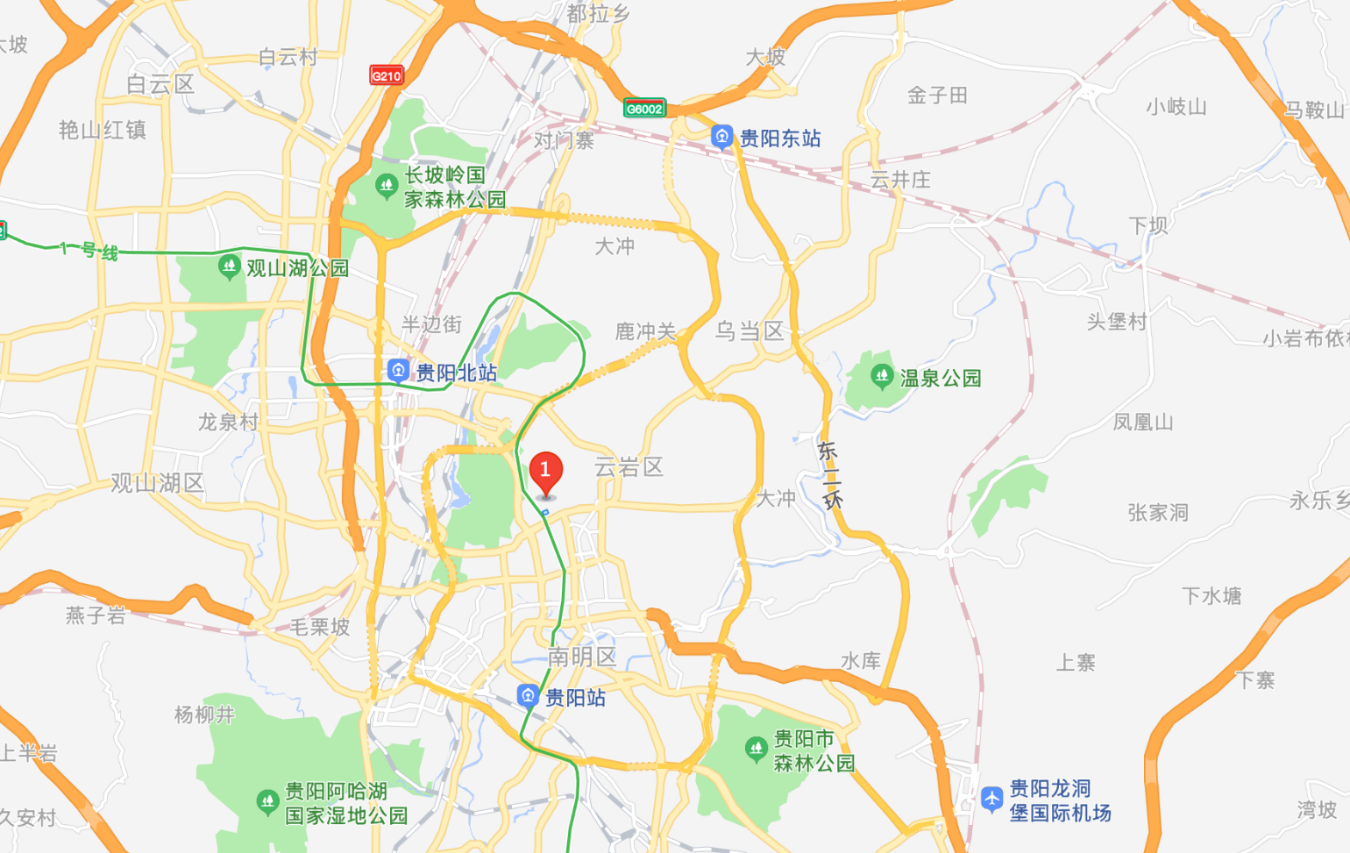 都拉乡
大坡
白云村
大坡
白云区
G210
金子田
G6002
小岐山
马鞍山
艳山红镇
对门寨
贵阳东站
长坡岭国
家森林公园
云井庄
下坝
大冲
1号线
观山湖公园
半边街
鹿冲关
乌当区
头堡村
小岩布依
贵阳北站
温泉公园
龙泉村
凤凰山
东二环
云岩区
1
观山湖区
大冲
张家洞
永乐乡
燕子岩
毛栗坡
下水塘
南明区
水库
上寨
下寨
贵阳站
杨柳井
贵阳市
森林公园
上半岩
贵阳阿哈湖
国家湿地公园
贵阳龙洞
堡国际机场
久安村
湾坡